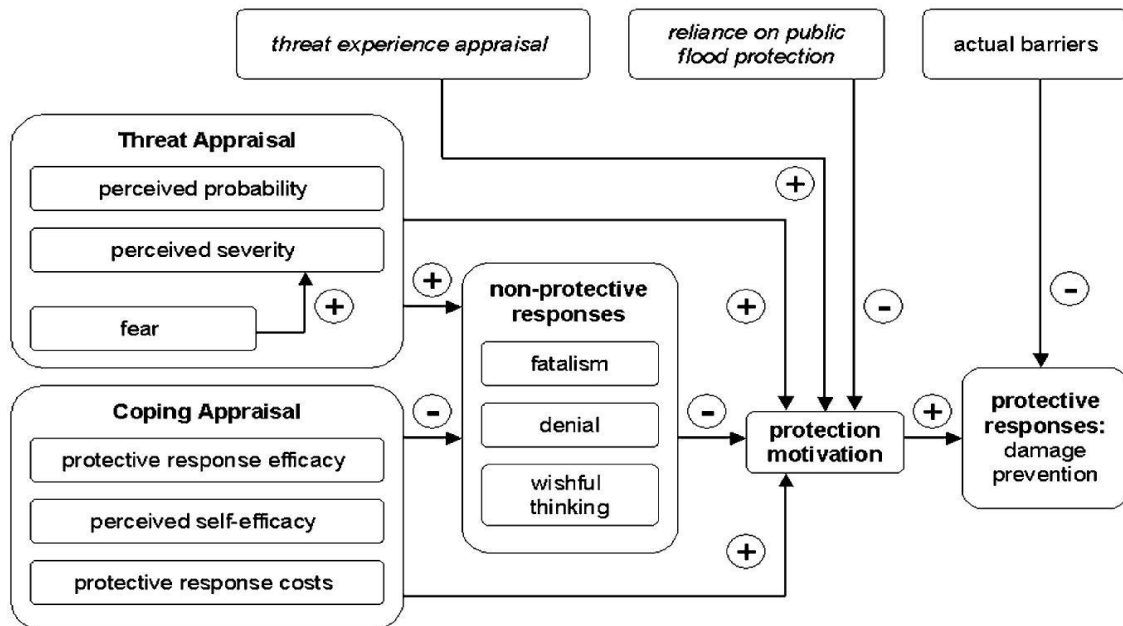 threat experience appraisal
reliance on public
flood protection
actual barriers
Threat Appraisal
perceived probability
perceived severity
fear
+
+
+
+
-
-
non-protective
responses
fatalism
denial
wishful
thinking
Coping Appraisal
protective response efficacy
perceived self-efficacy
protective response costs
-
-
+
+
protection
motivation
protective
responses:
damage
prevention